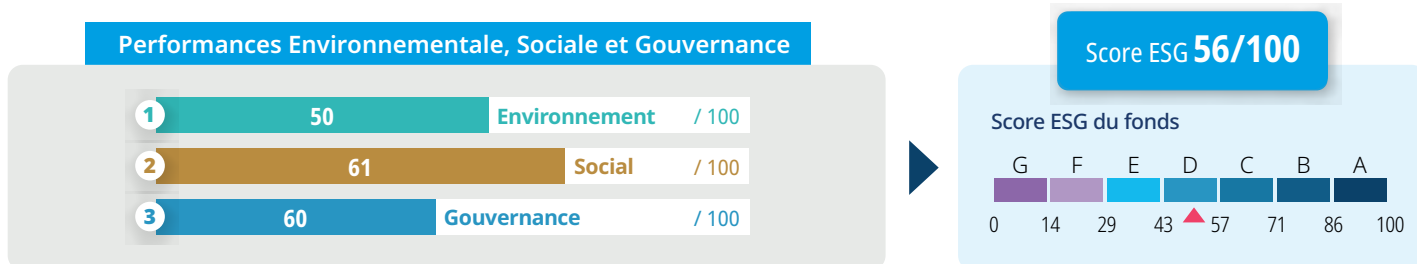 Performances Environnementale, Sociale et Gouvernance
1 50 Environnement / 100
2 61 Social / 100
3 60 Gouvernance / 100
Score ESG 56/100
Score ESG du fonds
G F E D C B A
0 14 29 43 57 71 86 100